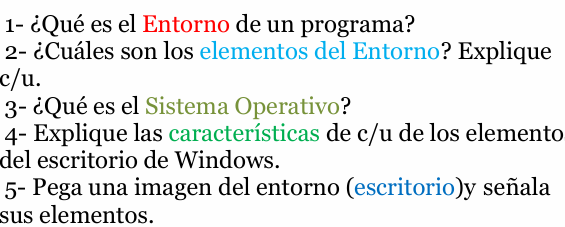 1- ¿Qué es el Entorno de un programa?
2- ¿Cuáles son los elementos del Entorno? Explique
c/u.
3- ¿Qué es el Sistema Operativo?
4- Explique las características de c/u de los elemento
del escritorio de Windows.
5- Pega una imagen del entorno (escritorio)y señala
sus elementos.